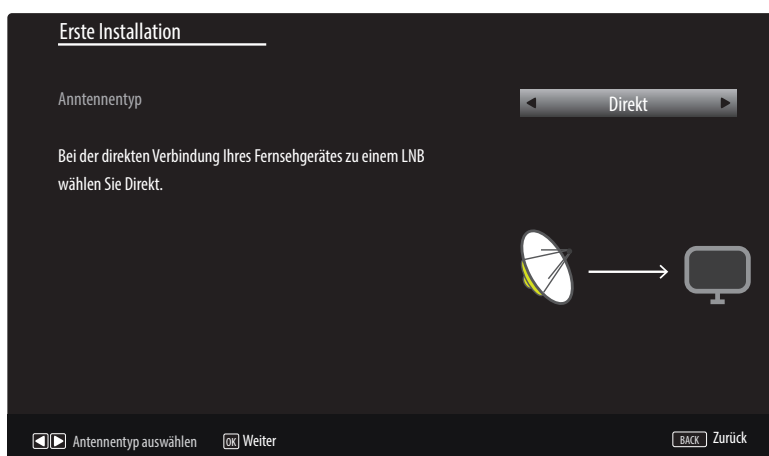 Erste Installation
Anntennentyp
Direkt
Bei der direkten Verbindung Ihres Fernsehgerätes zu einem LNB
wählen Sie Direkt.
Antennentyp auswählen
OK Weiter
BACK Zurück